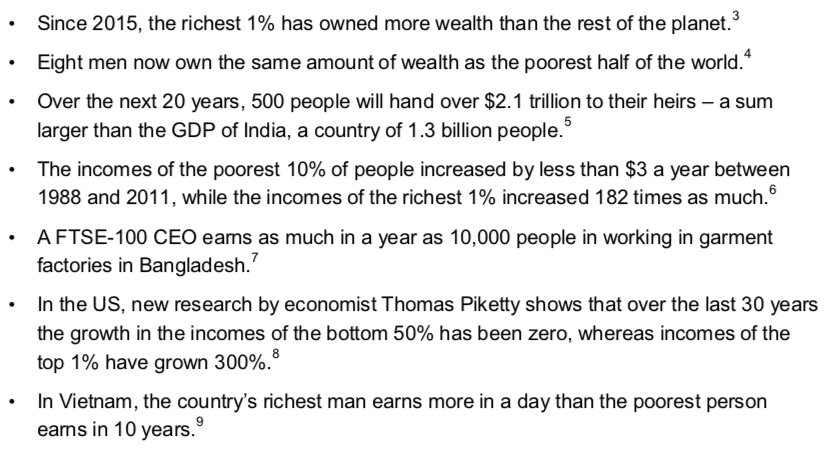 • Since 2015, the richest 1% has owned more wealth than the rest of the planet.3
• Eight men now own the same amount of wealth as the poorest half of the world.4
• Over the next 20 years, 500 people will hand over $2.1 trillion to their heirs – a sum
larger than the GDP of India, a country of 1.3 billion people.5
• The incomes of the poorest 10% of people increased by less than $3 a year between
1988 and 2011, while the incomes of the richest 1% increased 182 times as much.6
• A FTSE-100 CEO earns as much in a year as 10,000 people in working in garment
factories in Bangladesh.7
• In the US, new research by economist Thomas Piketty shows that over the last 30 years
the growth in the incomes of the bottom 50% has been zero, whereas incomes of the
top 1% have grown 300%.8
• In Vietnam, the country's richest man earns more in a day than the poorest person
earns in 10 years.9